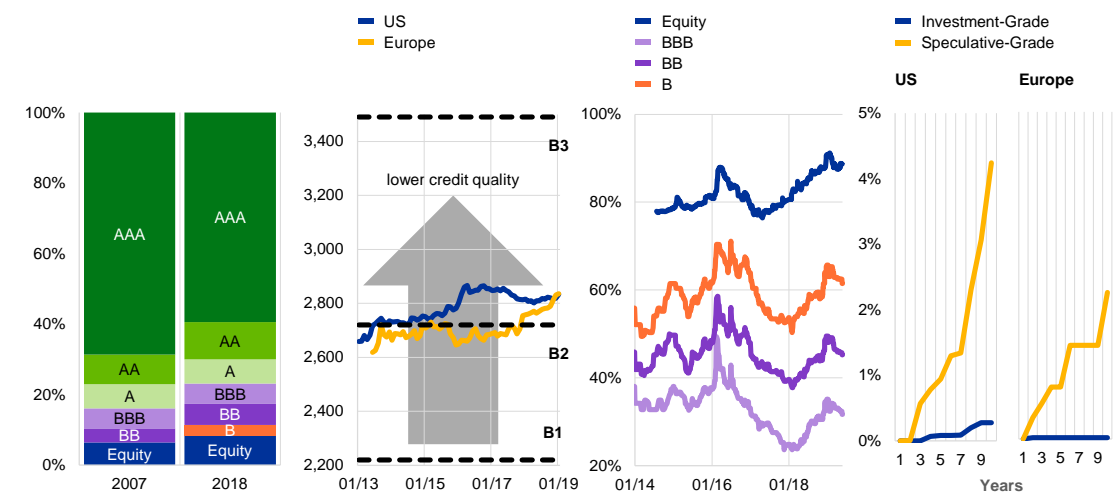 US
Europe
100%
80%
60%
40%
20%
0%
AAA
AA
A
BBB
BB
Equity
AAA
AA
A
BBB
BB
B
Equity
2007
2018
3,400
3,200
3,000
2,800
2,600
2,400
2,200
B3
lower credit quality
B2
B1
01/13
01/15
01/17
01/19
Equity
BBB
BB
B
100%
80%
60%
40%
20%
01/14
01/16
01/18
Investment-Grade
Speculative-Grade
US
Europe
5%
4%
3%
2%
1%
0%
1 3 5 7 9
1 3 5 7 9
Years